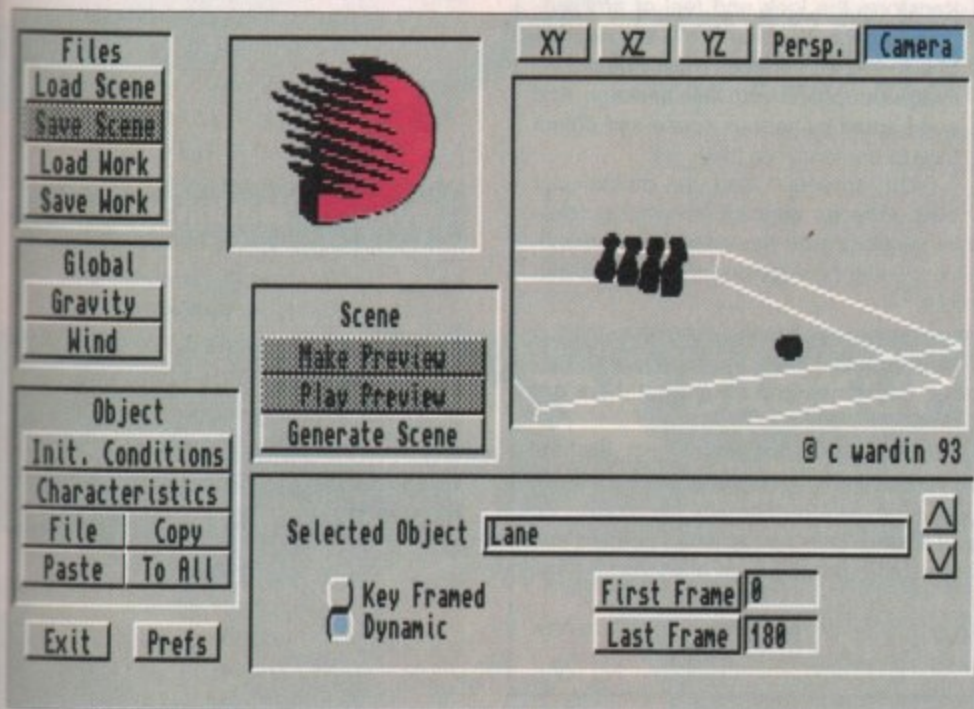 Files
Load Scene
Save Scene
Load Work
Save Work
Global
Gravity
Wind
Object
Init. Conditions
Characteristics
File Copy
Paste To All
Exit Prefs
Scene
Make Preview
Play Preview
Generate Scene
XY XZ YZ Persp. Camera
© c wardin 93
Selected Object Lane
Key Framed
Dynamic
First Frame 0
Last Frame 180